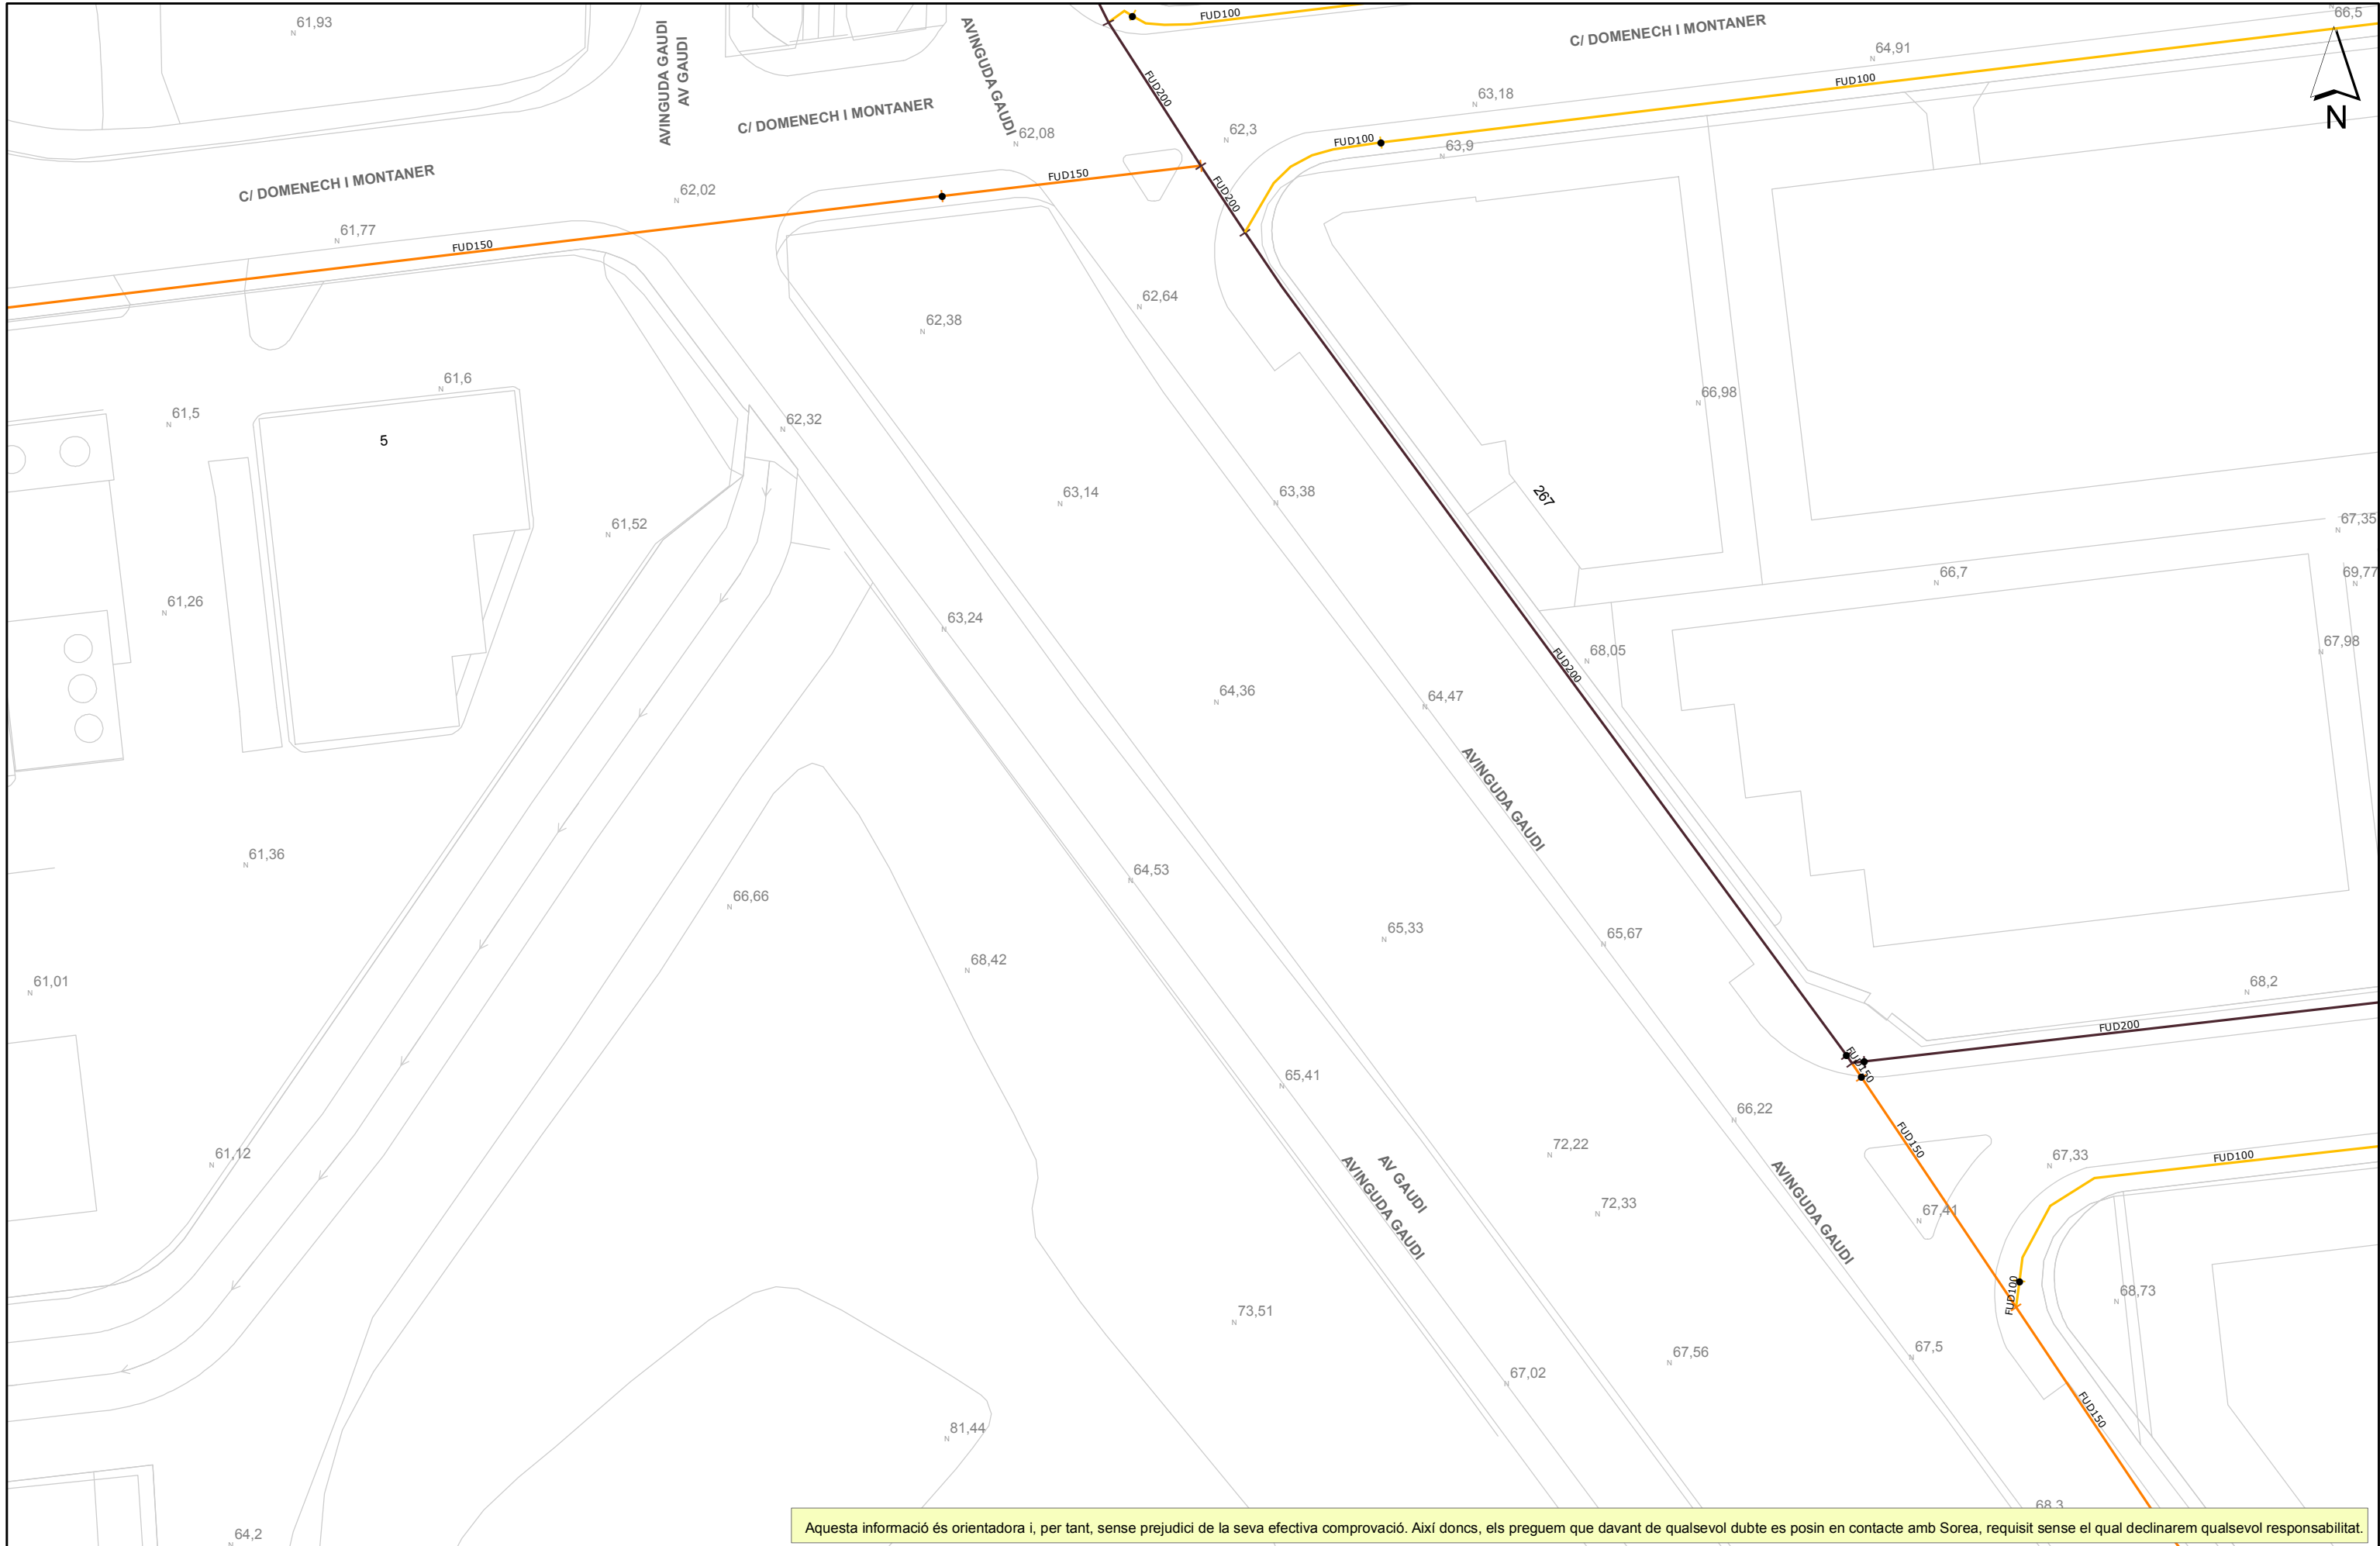 61,93
AVINGUDA GAUDI
AV GAUDI
AVINGUDA GAUDI
FUD100
C/ DOMENECH I MONTANER
66,5
64,91
FUD100
N
FUD200
63,18
C/ DOMENECH I MONTANER
62,08
62,3
FUD100
63,9
C/ DOMENECH I MONTANER
62,02
FUD150
FUD200
61,77
FUD150
62,64
62,38
61,6
61,5
5
62,32
66,98
63,14
63,38
267
61,52
67,35
66,7
69,77
61,26
63,24
68,05
67,98
FUD200
64,36
64,47
AVINGUDA GAUDI
61,36
64,53
66,66
65,33
65,67
68,42
61,01
68,2
FUD200
FUD150
65,41
66,22
FUD150
72,22
61,12
67,33
FUD100
AV GAUDI
AVINGUDA GAUDI
AVINGUDA GAUDI
72,33
67,41
FUD100
68,73
73,51
67,56
67,5
67,02
FUD150
81,44
68,3
64,2
Aquesta informació és orientadora i, per tant, sense prejudici de la seva efectiva comprovació. Així doncs, els preguem que davant de qualsevol dubte es posin en contacte amb Sorea, requisit sense el qual declinarem qualsevol responsabilitat.